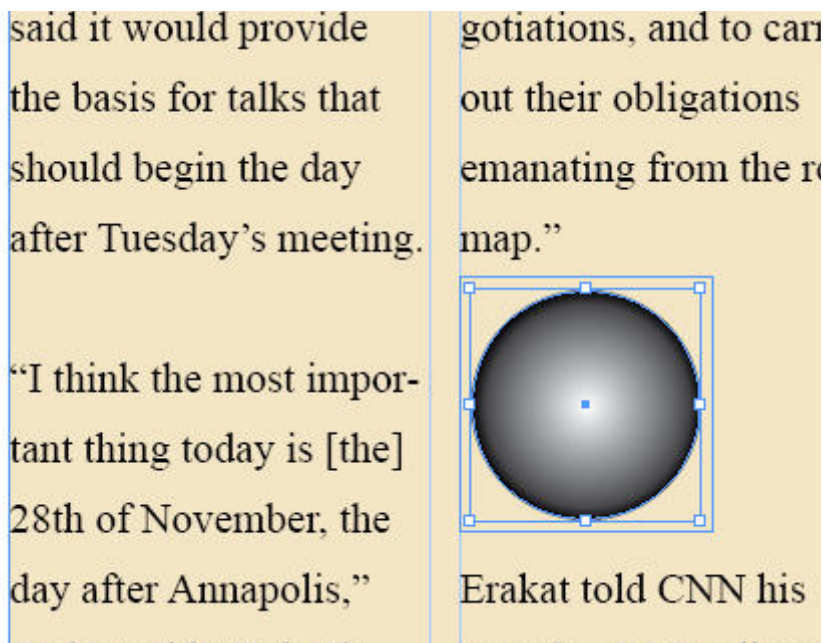 said it would provide
the basis for talks that
should begin the day
after Tuesday’s meeting.
“I think the most impor-
tant thing today is [the]
28th of November, the
day after Annapolis,”
gotiations, and to
out their obligations
emanating from the
map.”
Erakat told CNN his